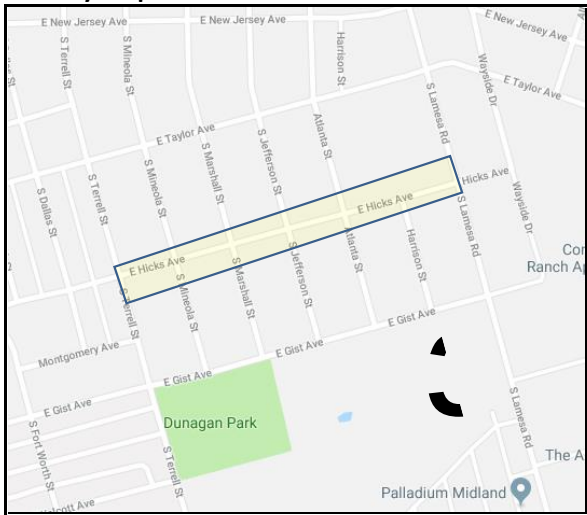 E New Jersey Ave
E New Jersey Ave
E New Jersey Ave
S Terrell St
S Mineola St
Harrison St
Wayside Dr
S Lamesa Rd
E Taylor Ave
E Taylor Ave
S Marshall St
S Jefferson St
Atlanta St
S Dallas St
S Terrell St
S Mineola St
Hicks Ave
E Hicks Ave
E Hicks Ave
Wayside Dr
S Lamesa Rd
Harrison St
Atlanta St
S Jefferson St
S Marshall St
S Mineola St
S Terrell St
Ranch Ap
E Gist Ave
E Gist Ave
E Gist Ave
E Gist Ave
Montgomery Ave
Dunagan Park
S Fort Worth St
S Terrell St
S Lamesa Rd
The A
Palladium Midland